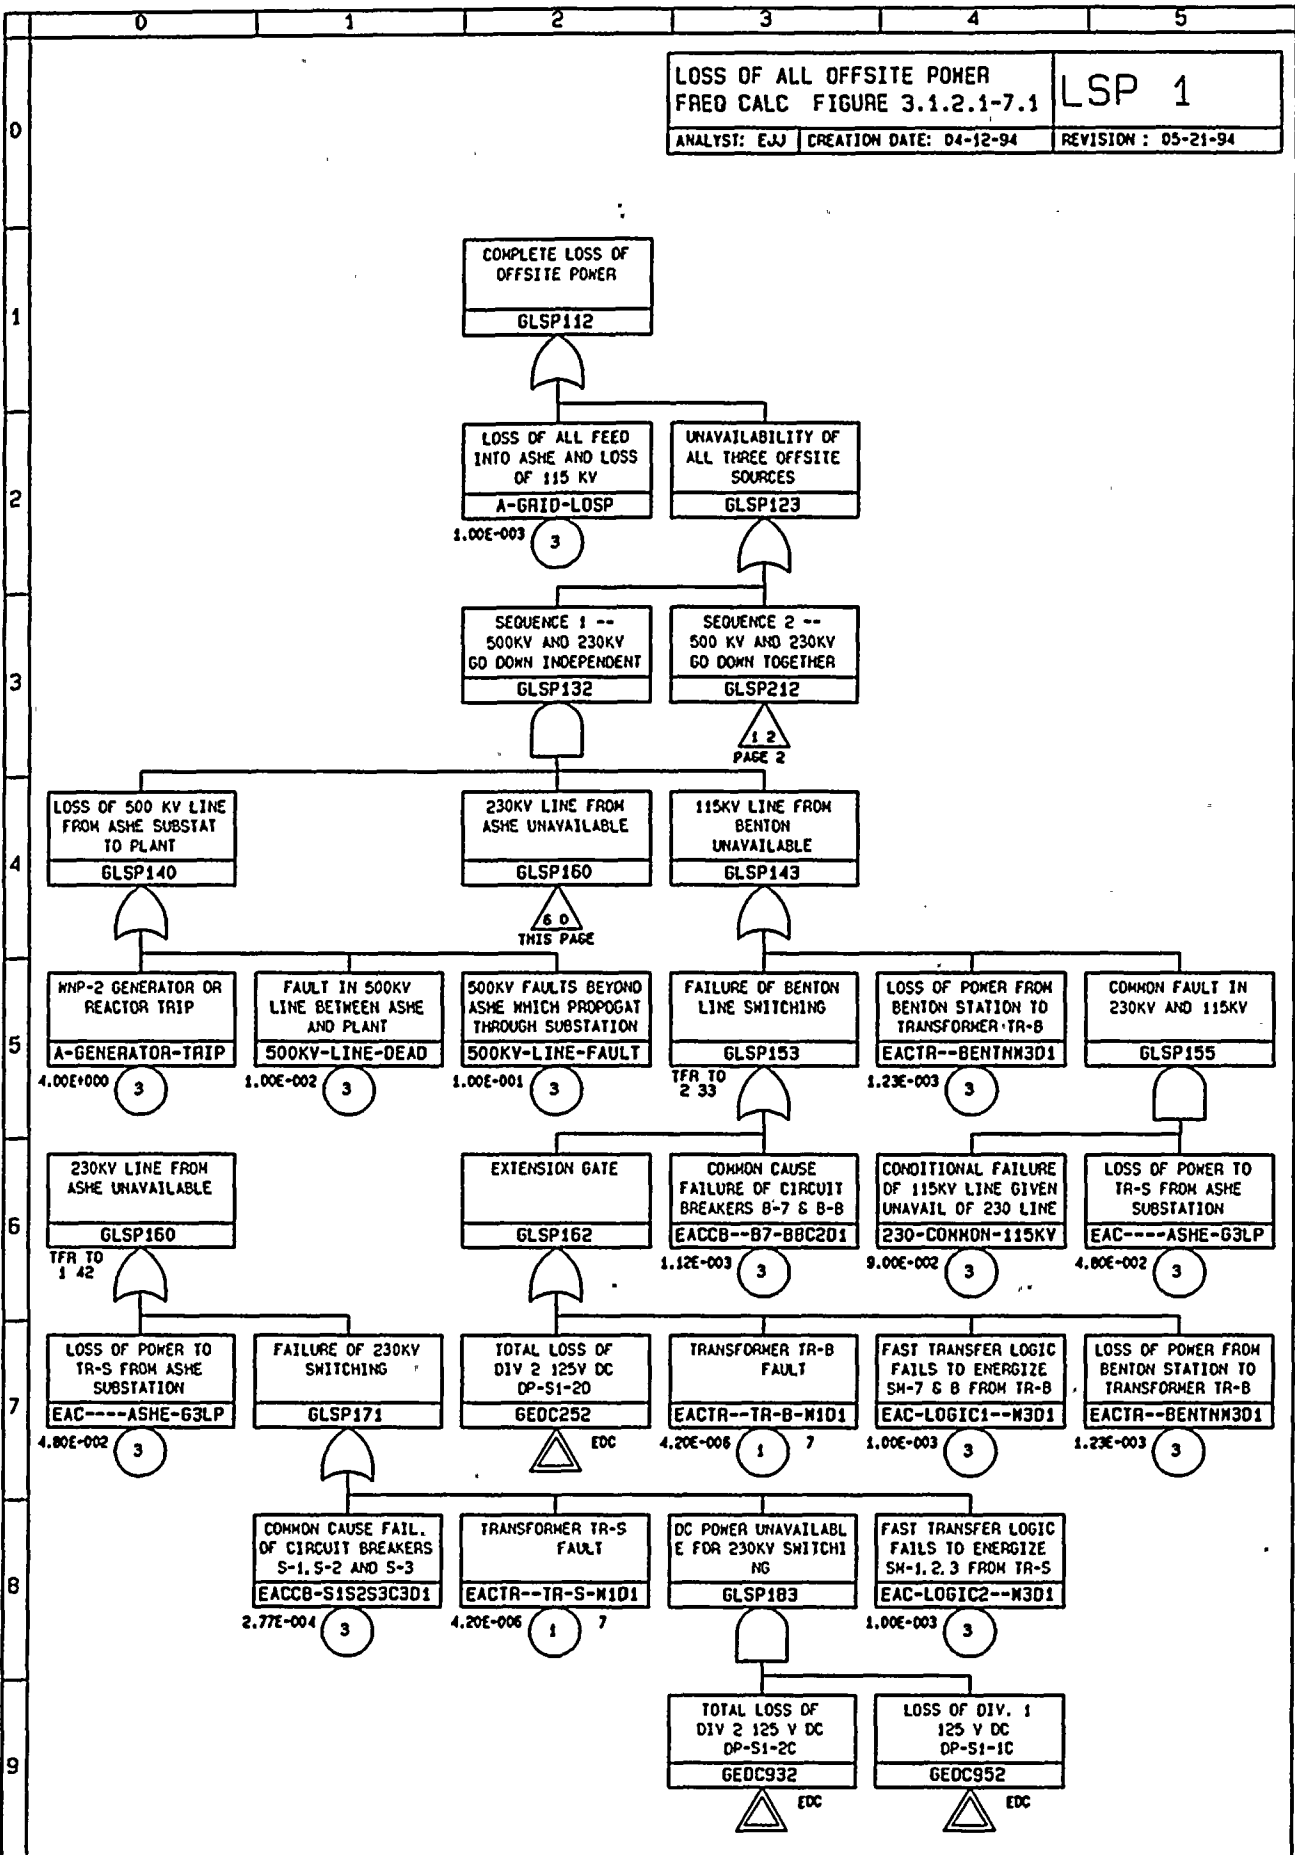 0 1 2 3 4 5
LOSS OF ALL OFFSITE POWER
FREQ CALC FIGURE 3.1.2.1-7.1
LSP 1
ANALYST: EJJ
CREATION DATE: 04-12-94
REVISION : 05-21-94
0
COMPLETE LOSS OF
OFFSITE POWER
GLSP112
1
LOSS OF ALL FEED
INTO ASHE AND LOSS
OF 115 KV
A-GRID-LOSP
1.00E-003
3
UNAVAILABILITY OF
ALL THREE OFFSITE
SOURCES
GLSP123
2
SEQUENCE 1 --
500KV AND 230KV
GO DOWN INDEPENDENT
GLSP132
SEQUENCE 2 --
500 KV AND 230KV
GO DOWN TOGETHER
GLSP212
1 2
PAGE 2
3
LOSS OF 500 KV LINE
FROM ASHE SUBSTAT
TO PLANT
GLSP140
230KV LINE FROM
ASHE UNAVAILABLE
GLSP160
6 0
THIS PAGE
115KV LINE FROM
BENTON
UNAVAILABLE
GLSP143
4
WNP-2 GENERATOR OR
REACTOR TRIP
A-GENERATOR-TRIP
4.00E+000
3
FAULT IN 500KV
LINE BETWEEN ASHE
AND PLANT
500KV-LINE-DEAD
1.00E-002
3
500KV FAULTS BEYOND
ASHE WHICH PROPOGAT
THROUGH SUBSTATION
500KV-LINE-FAULT
1.00E-001
3
FAILURE OF BENTON
LINE SWITCHING
GLSP153
TFR TO
2 33
LOSS OF POWER FROM
BENTON STATION TO
TRANSFORMER TR-B
EACTR--BENTNW3D1
1.23E-003
3
COMMON FAULT IN
230KV AND 115KV
GLSP155
5
230KV LINE FROM
ASHE UNAVAILABLE
GLSP160
TFR TO
1 42
EXTENSION GATE
GLSP162
COMMON CAUSE
FAILURE OF CIRCUIT
BREAKERS B-7 & B-8
EACCB--B7-B8C2D1
1.12E-003
3
CONDITIONAL FAILURE
OF 115KV LINE GIVEN
UNAVAIL OF 230 LINE
230-COMMON-115KV
9.00E-002
3
LOSS OF POWER TO
TR-S FROM ASHE
SUBSTATION
EAC----ASHE-G3LP
4.80E-002
3
6
LOSS OF POWER TO
TR-S FROM ASHE
SUBSTATION
EAC----ASHE-G3LP
4.80E-002
3
FAILURE OF 230KV
SWITCHING
GLSP171
TOTAL LOSS OF
DIV 2 125V DC
DP-S1-2D
GEDC252
EDC
TRANSFORMER TR-B
FAULT
EACTR--TR-B-W1D1
4.20E-006
1
7
FAST TRANSFER LOGIC
FAILS TO ENERGIZE
SM-7 & 8 FROM TR-B
EAC-LOGIC1--W3D1
1.00E-003
3
LOSS OF POWER FROM
BENTON STATION TO
TRANSFORMER TR-B
EACTR--BENTNW3D1
1.23E-003
3
7
COMMON CAUSE FAIL.
OF CIRCUIT BREAKERS
S-1, S-2 AND S-3
EACCB-S1S2S3C3D1
2.77E-004
3
TRANSFORMER TR-S
FAULT
EACTR--TR-S-W1D1
4.20E-006
1
7
DC POWER UNAVAILABL
E FOR 230KV SWITCHI
NG
GLSP183
FAST TRANSFER LOGIC
FAILS TO ENERGIZE
SM-1,2,3 FROM TR-S
EAC-LOGIC2--W3D1
1.00E-003
3
8
TOTAL LOSS OF
DIV 2 125 V DC
DP-S1-2C
GEDC932
EDC
LOSS OF DIV. 1
125 V DC
DP-S1-1C
GEDC952
EDC
9